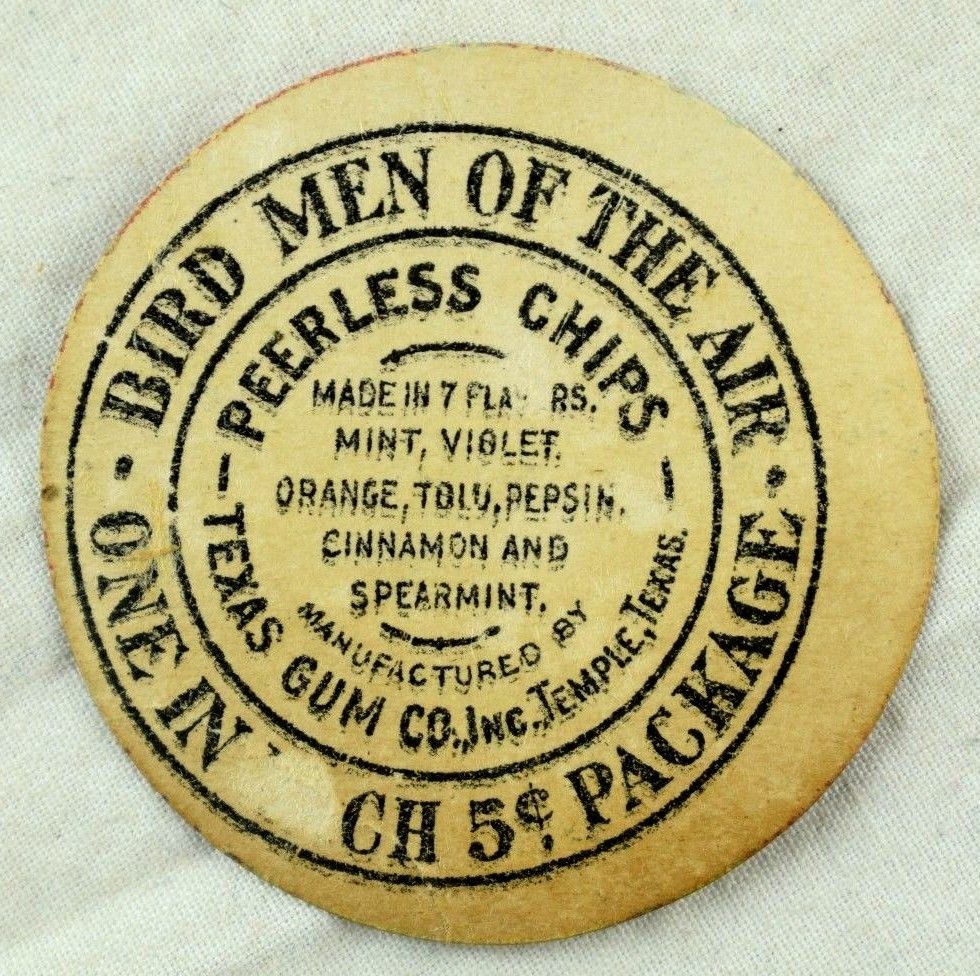 BIRD MEN OF THE AIR
PEERLESS CHIPS
MADE IN 7 FLA RS.
MINT, VIOLET,
ORANGE, TOLU, PEPSIN,
CINNAMON AND
SPEARMINT.
MANUFACTURED BY
TEXAS GUM CO., INC., TEMPLE, TEXAS.
ONE IN CH 5¢ PACKAGE